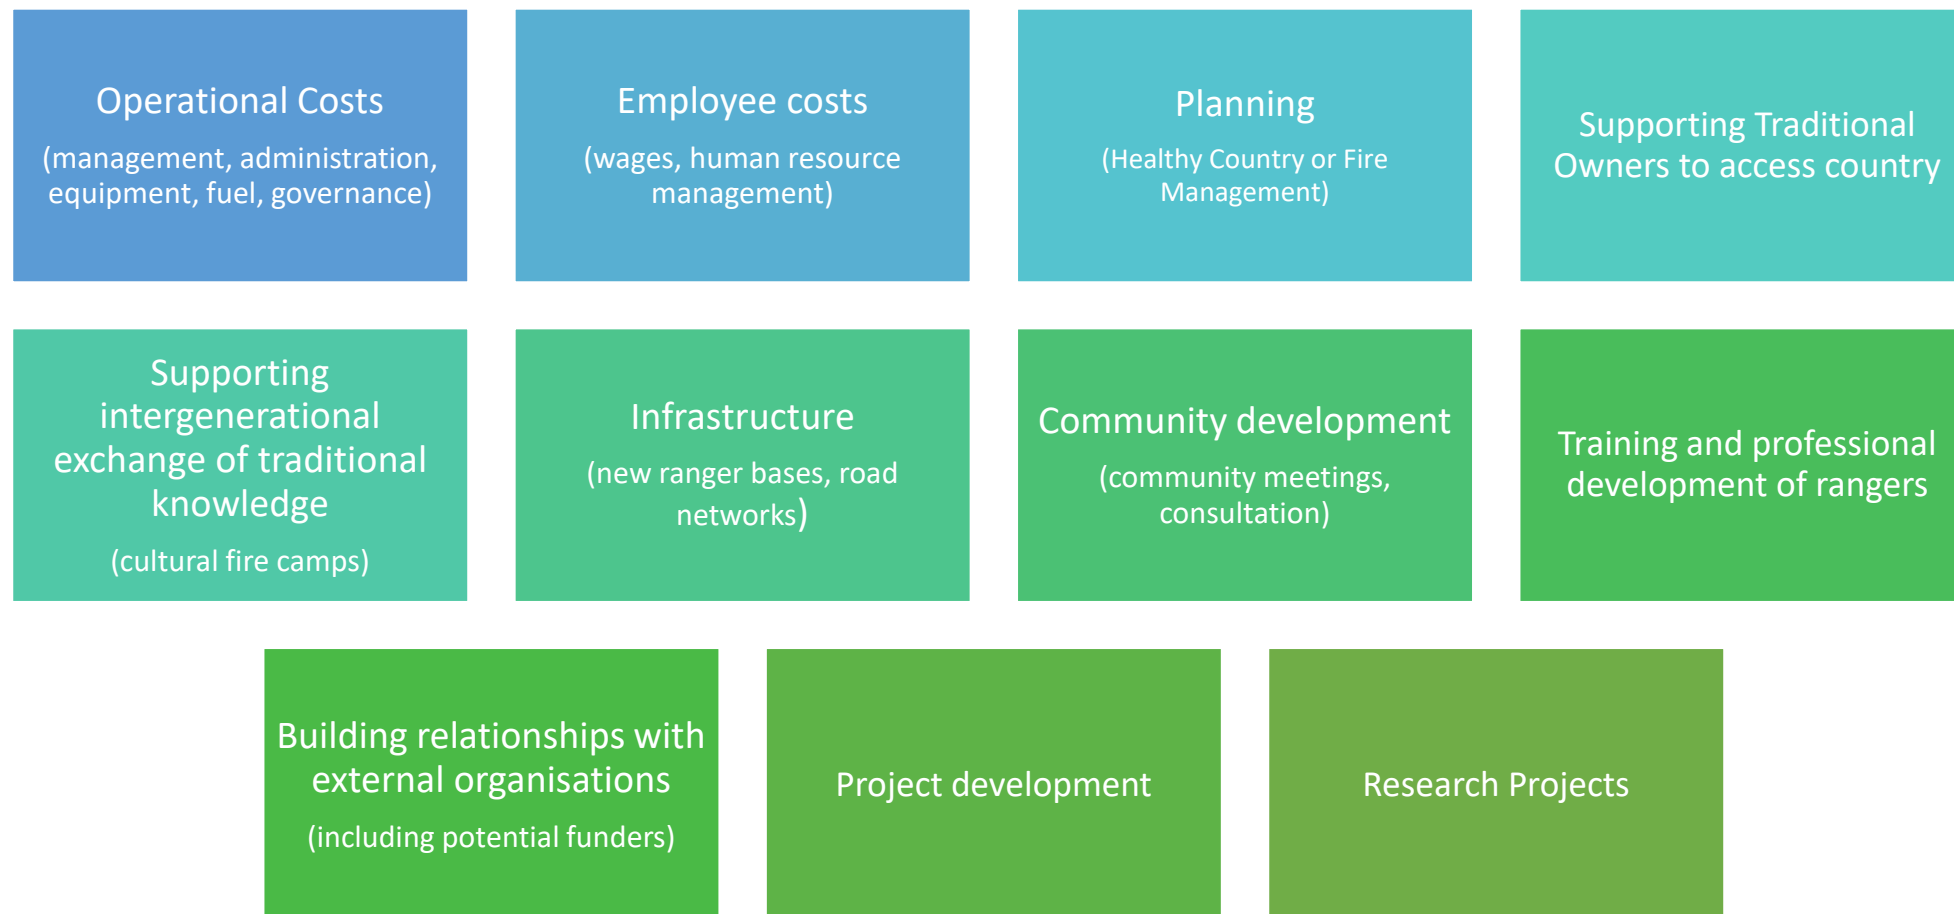 Operational Costs
(management, administration,
equipment, fuel, governance)
Employee costs
(wages, human resource
management)
Planning
(Healthy Country or Fire
Management)
Supporting Traditional
Owners to access country
Supporting
intergenerational
exchange of traditional
knowledge
(cultural fire camps)
Infrastructure
(new ranger bases, road
networks)
Community development
(community meetings,
consultation)
Training and professional
development of rangers
Building relationships with
external organisations
(including potential funders)
Project development
Research Projects